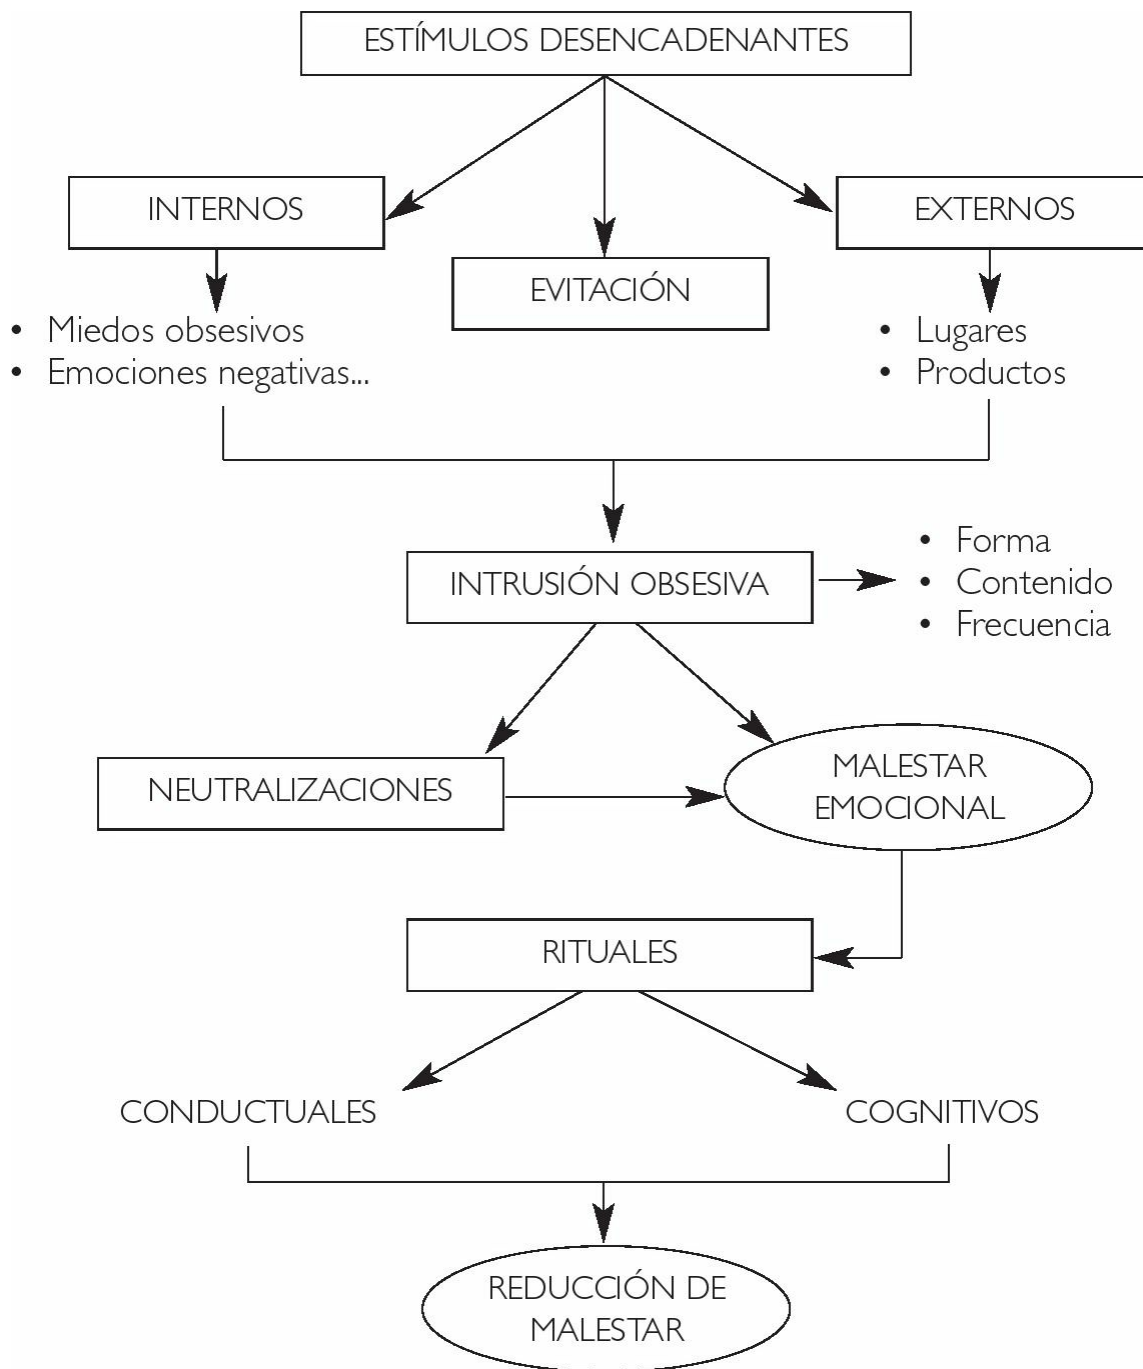 ESTÍMULOS DESENCADENANTES
INTERNOS
EXTERNOS
EVITACIÓN
• Miedos obsesivos
• Emociones negativas...
• Lugares
• Productos
INTRUSIÓN OBSESIVA
• Forma
• Contenido
• Frecuencia
NEUTRALIZACIONES
MALESTAR
EMOCIONAL
RITUALES
CONDUCTUALES
COGNITIVOS
REDUCCIÓN DE
MALESTAR